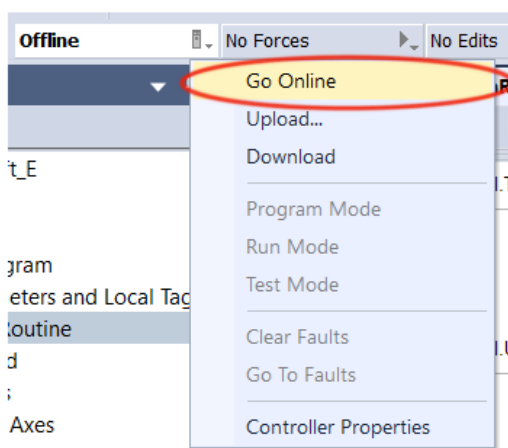 Offline
No Forces
No Edits
Go Online
Upload...
Download
Program Mode
Run Mode
Test Mode
Clear Faults
Go To Faults
Controller Properties
ft_E
gram
eters and Local Tag
Routine
d
s
Axes